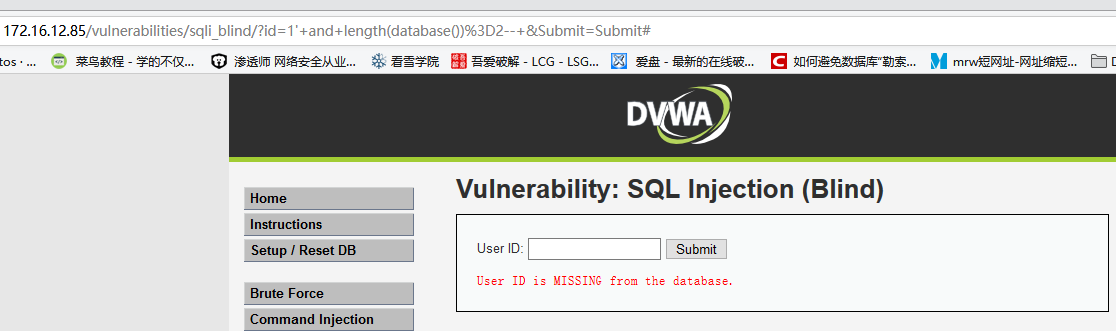 172.16.12.85/vulnerabilities/sqli_blind/?id=1'+and+length(database())%3D2--+&Submit=Submit#
tos · ... 菜鸟教程 - 学的不仅... 渗透师 网络安全从业... 看雪学院 吾爱破解 - LCG - LSG... 爱盘 - 最新的在线破... 如何避免数据库“勒索... mrw短网址-网址缩短... D
DVWA
Vulnerability: SQL Injection (Blind)
Home
Instructions
Setup / Reset DB
User ID: Submit
User ID is MISSING from the database.
Brute Force
Command Injection